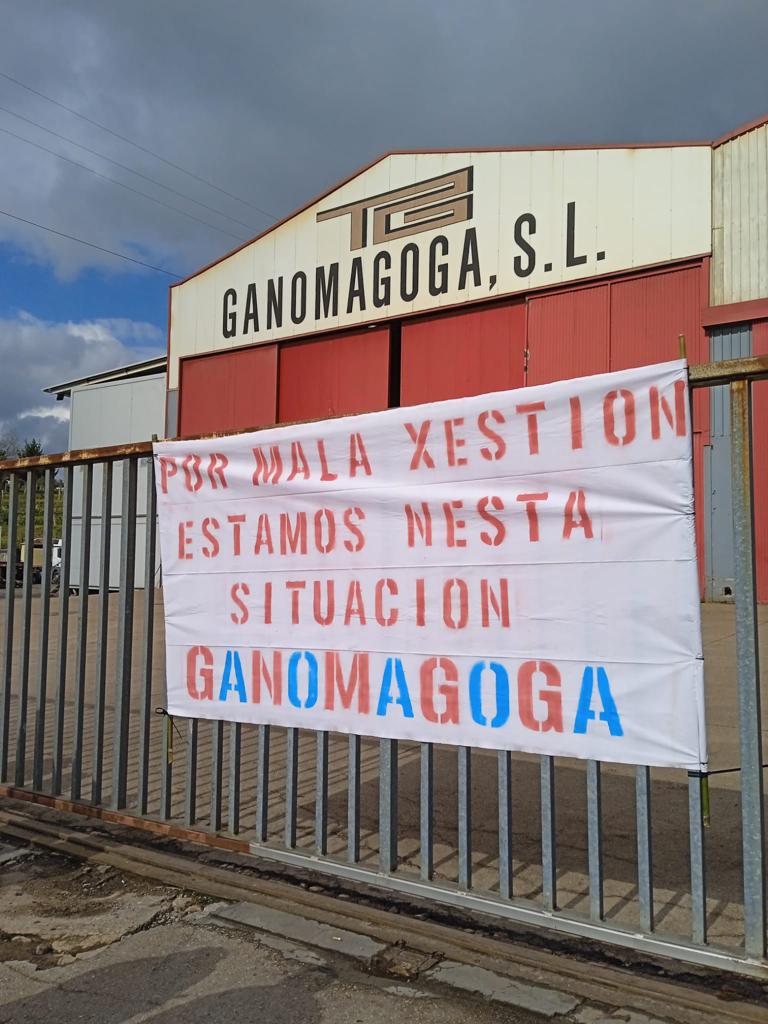 TG
GANOMAGOGA, S.L.
POR MALA XESTION
ESTAMOS NESTA
SITUACION
GANOMAGOGA